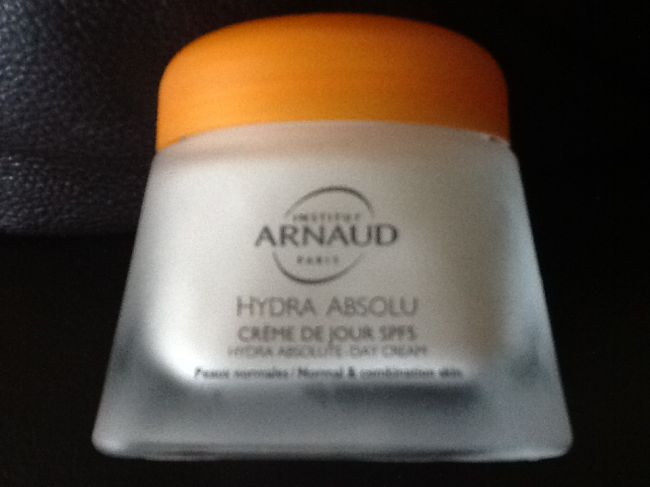 INSTITUT
ARNAUD
PARIS
HYDRA ABSOLU
CRÈME DE JOUR SPF5
HYDRA ABSOLUTE - DAY CREAM
Peaux normales / Normal & combination skin